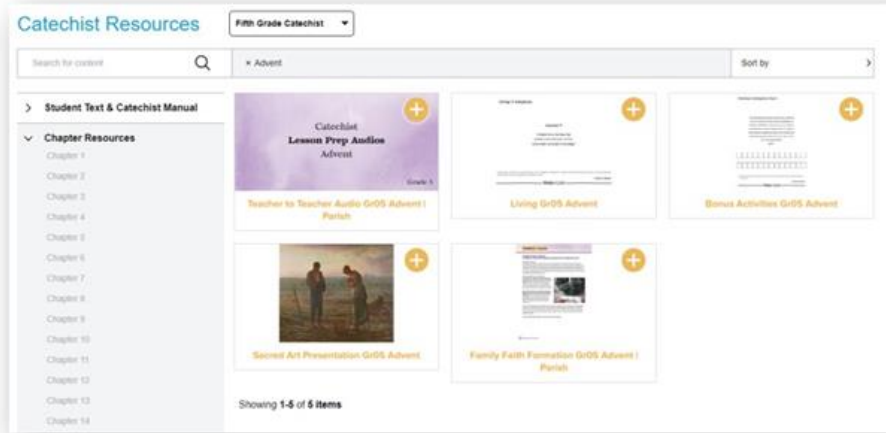 Catechist Resources
Fifth Grade Catechist
Search for content
× Advent
Sort by
Student Text & Catechist Manual
Chapter Resources
Chapter 1
Chapter 2
Chapter 3
Chapter 4
Chapter 5
Chapter 6
Chapter 7
Chapter 8
Chapter 9
Chapter 10
Chapter 11
Chapter 12
Chapter 13
Chapter 14
Catechist
Lesson Prep Audios
Advent
Grade 5
Teacher to Teacher Audio Gr05 Advent |
Parish
Living Gr05 Advent
Bonus Activities Gr05 Advent
Sacred Art Presentation Gr05 Advent
Family Faith Formation Gr05 Advent |
Parish
Showing 1-5 of 5 items